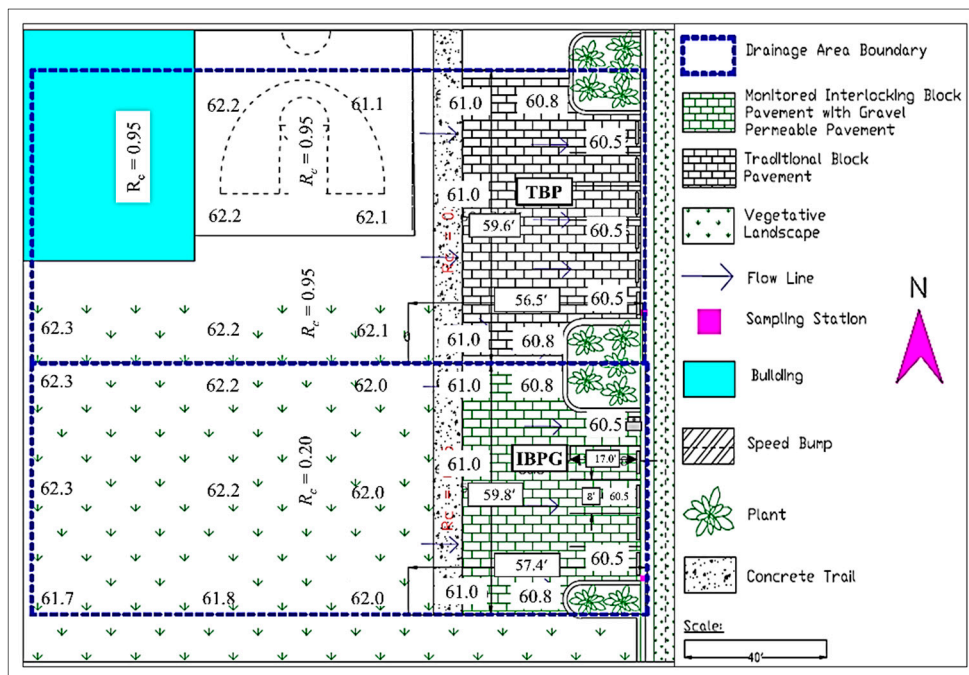 62.2
61.1
61.0
60.8
R_c = 0.95
R_c = 0.95
60.5
TBP
62.2
62.1
61.0
59.6'
60.5
R_c = 0.95
56.5'
60.5
62.3
62.2
62.1
61.0
60.8
62.3
62.2
62.0
61.0
60.8
60.5
R_c = 0.20
61.0
IBPG
17.0'
62.3
62.2
62.0
59.8'
8'
60.5
60.5
57.4'
61.7
61.8
62.0
61.0
60.8
Drainage Area Boundary
Monitored Interlocking Block
Pavement with Gravel
Permeable Pavement
Traditional Block
Pavement
Vegetative
Landscape
Flow Line
N
Sampling Station
Building
Speed Bump
Plant
Concrete Trail
Scale:
40'